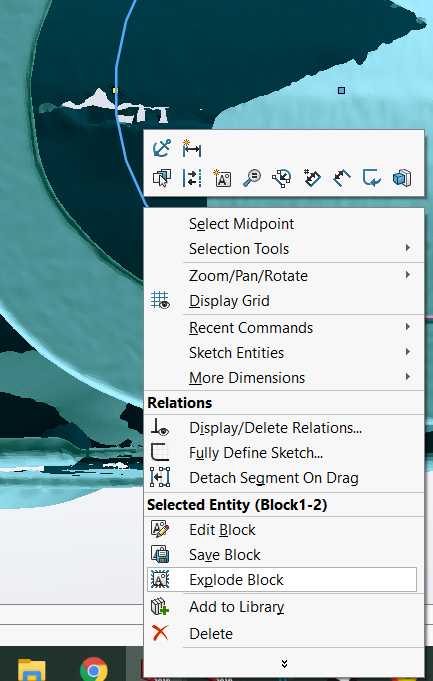 Select Midpoint
Selection Tools
Zoom/Pan/Rotate
Display Grid
Recent Commands
Sketch Entities
More Dimensions
Relations
Display/Delete Relations...
Fully Define Sketch...
Detach Segment On Drag
Selected Entity (Block1-2)
Edit Block
Save Block
Explode Block
Add to Library
Delete